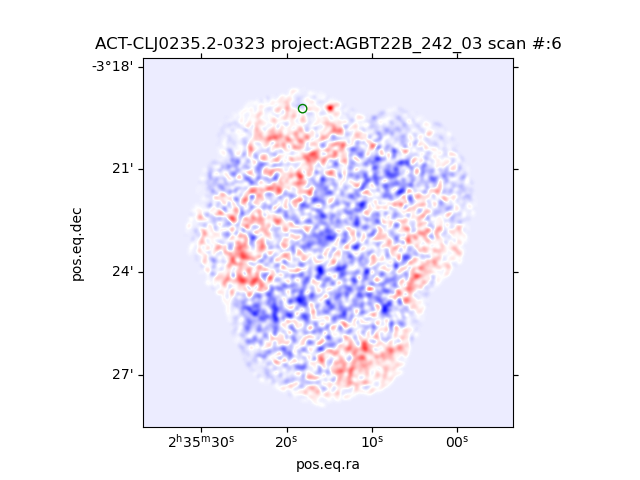 ACT-CLJ0235.2-0323 project:AGBT22B_242_03 scan #:6
-3°18'
21'
24'
27'
pos.eq.dec
2ʰ35ᵐ30ˢ 20ˢ 10ˢ 00ˢ
pos.eq.ra